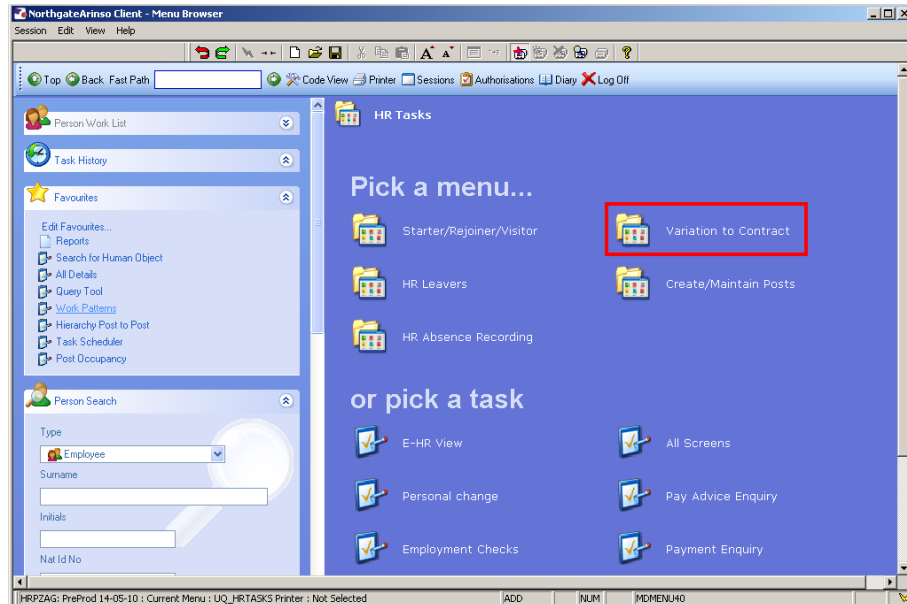 NorthgateArinso Client - Menu Browser
Session Edit View Help
Top Back Fast Path Code View Printer Sessions Authorisations Diary Log Off
Person Work List
Task History
Favourites
Edit Favourites...
Reports
Search for Human Object
All Details
Query Tool
Work Patterns
Hierarchy Post to Post
Task Scheduler
Post Occupancy
Person Search
Type
Employee
Surname
Initials
Nat Id No
HR Tasks
Pick a menu...
Starter/Rejoiner/Visitor Variation to Contract
HR Leavers Create/Maintain Posts
HR Absence Recording
or pick a task
E-HR View All Screens
Personal change Pay Advice Enquiry
Employment Checks Payment Enquiry
HRPZAG: PreProd 14-05-10 : Current Menu : UQ_HRTASKS Printer : Not Selected ADD NUM MDMENU40